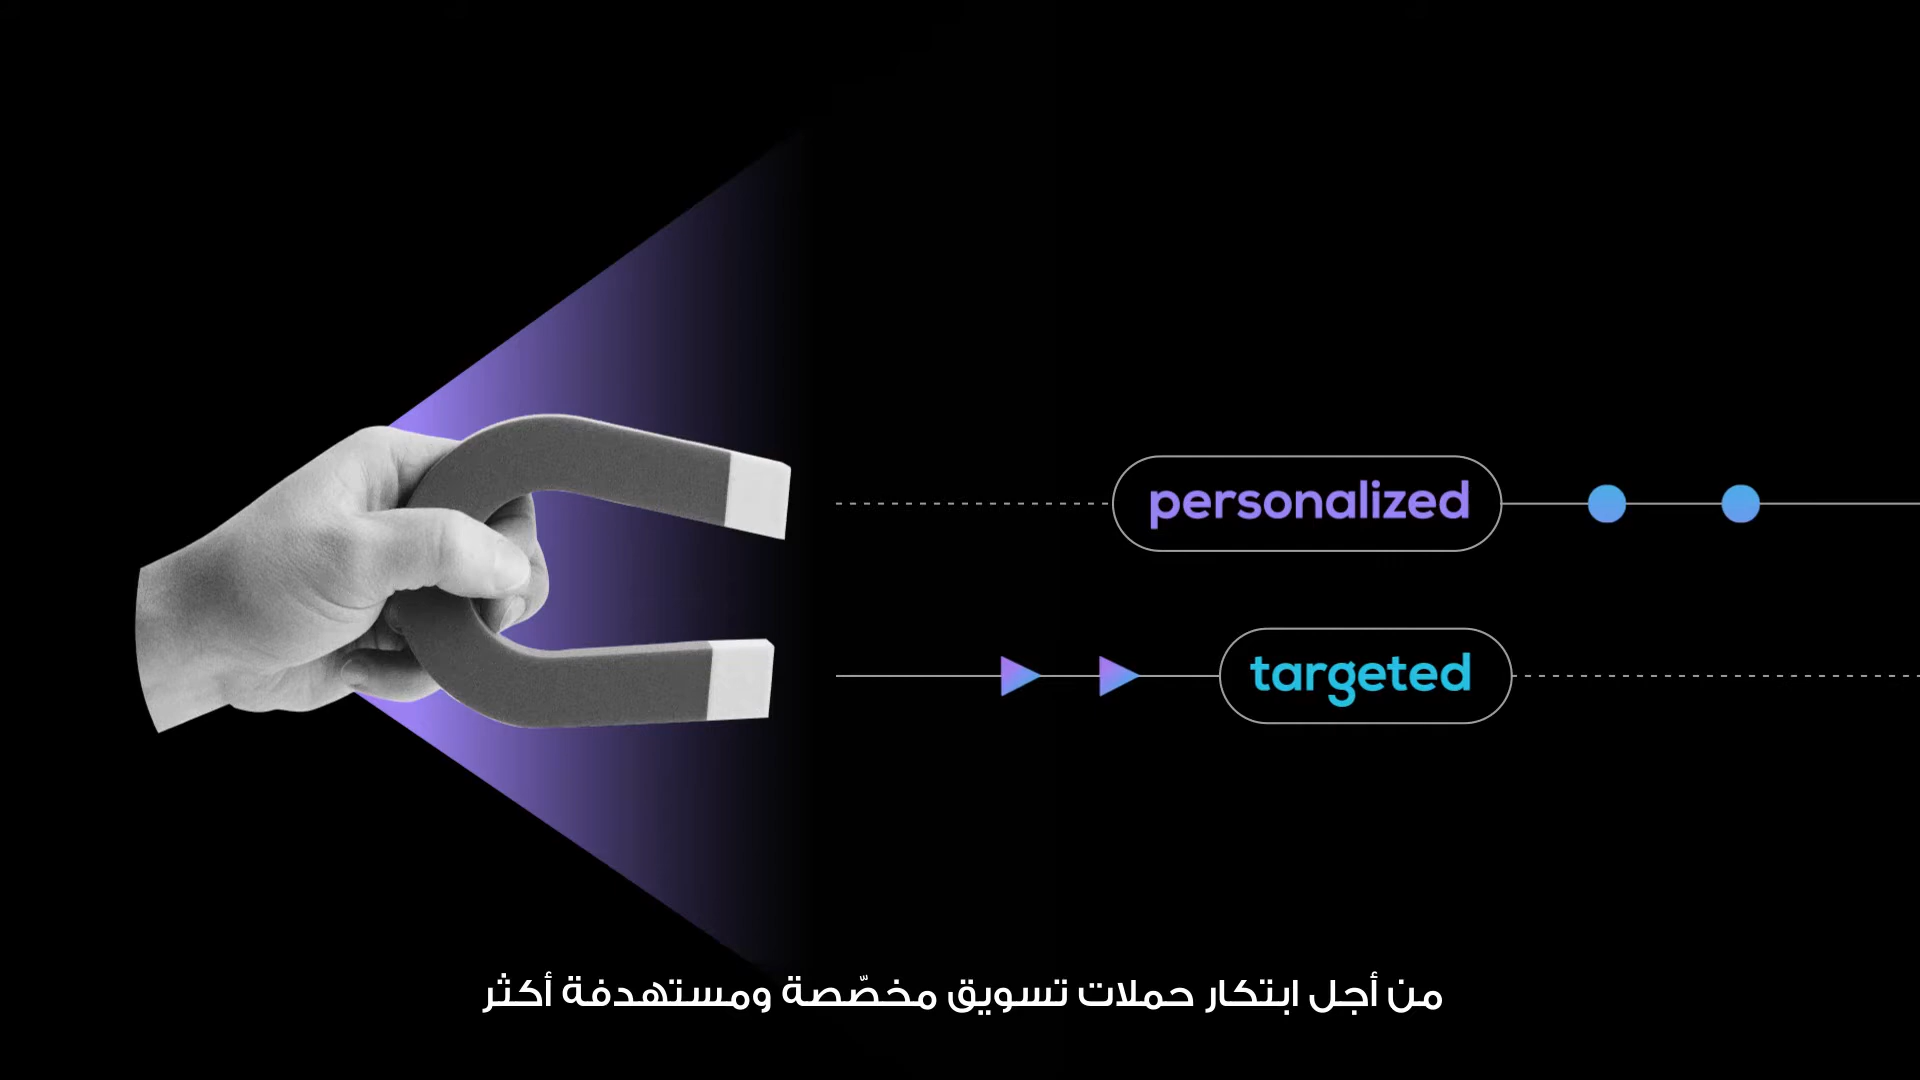 personalized
targeted
من أجل ابتكار حملات تسويق مخصّصة ومستهدفة أكثر